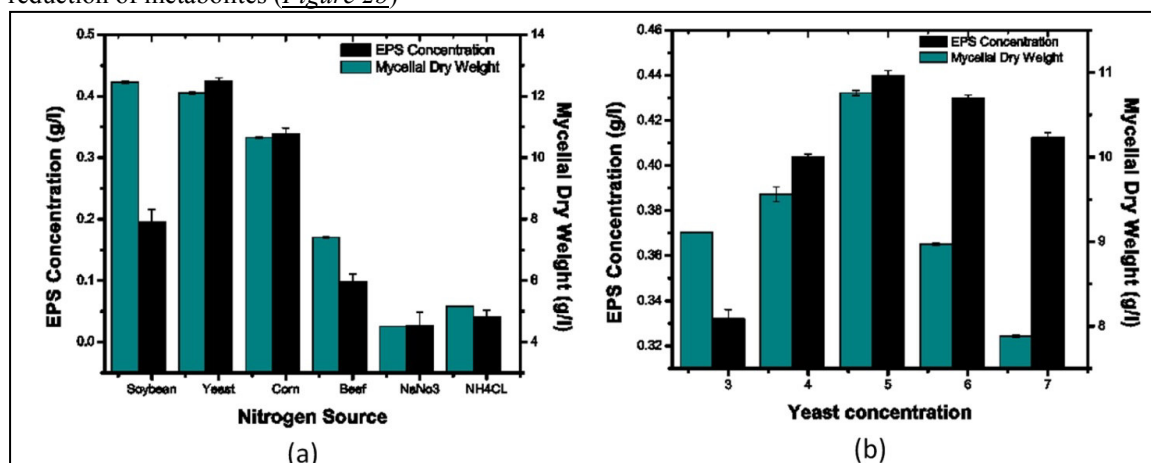 reduction of metabolites (Figure 2b)
0.5
0.4
0.3
0.2
0.1
0.0
EPS Concentration (g/l)
EPS Concentration
Mycelial Dry Weight
14
12
10
8
6
4
Mycelial Dry Weight (g/l)
Soybean Yeast Corn Beef NaNo3 NH4CL
Nitrogen Source
(a)
0.46
0.44
0.42
0.40
0.38
0.36
0.34
0.32
EPS Concentration (g/l)
EPS Concentration
Mycelial Dry Weight
11
10
9
8
Mycelial Dry Weight (g/l)
3 4 5 6 7
Yeast concentration
(b)